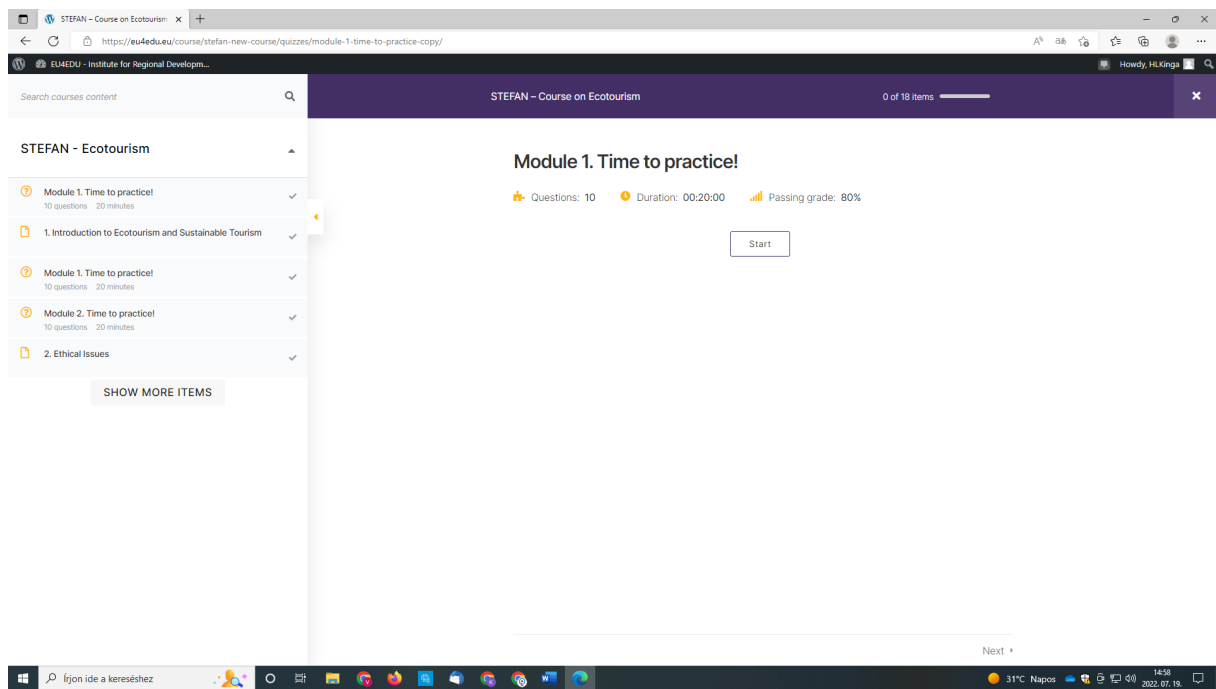 STEFAN – Course on Ecotourism
https://eu4edu.eu/course/stefan-new-course/quizzes/module-1-time-to-practice-copy/
EU4EDU - Institute for Regional Developm...
Howdy, HLKinga
Search courses content
STEFAN – Course on Ecotourism
0 of 18 items
STEFAN - Ecotourism
Module 1. Time to practice!
10 questions 20 minutes
1. Introduction to Ecotourism and Sustainable Tourism
Module 1. Time to practice!
10 questions 20 minutes
Module 2. Time to practice!
10 questions 20 minutes
2. Ethical Issues
SHOW MORE ITEMS
Module 1. Time to practice!
Questions: 10 Duration: 00:20:00 Passing grade: 80%
Start
Next
Írjon ide a kereséshez
31°C Napos
14:58
2022. 07. 19.